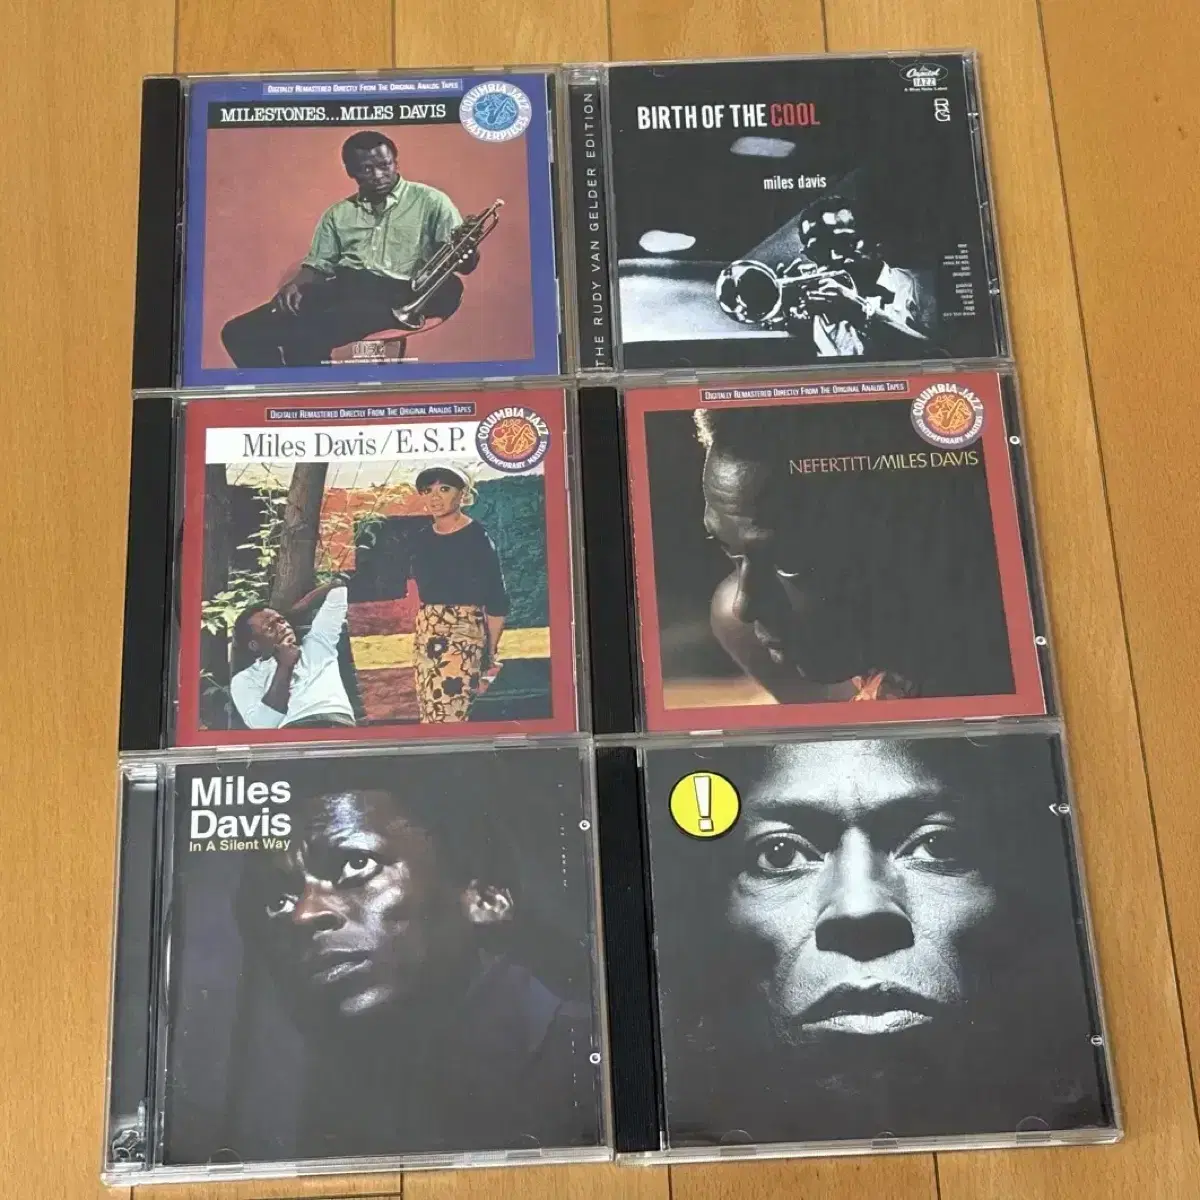 DIGITALLY REMASTERED DIRECTLY FROM THE ORIGINAL ANALOG TAPES
MILESTONES...MILES DAVIS
COLUMBIA JAZZ
MASTERPIECES
THE RUDY VAN GELDER EDITION
Capitol
JAZZ
RVG
BIRTH OF THE COOL
miles davis
DIGITALLY REMASTERED DIRECTLY FROM THE ORIGINAL ANALOG TAPES
Miles Davis/E.S.P.
COLUMBIA JAZZ
CONTEMPORARY MASTERS
DIGITALLY REMASTERED DIRECTLY FROM THE ORIGINAL ANALOG TAPES
COLUMBIA JAZZ
CONTEMPORARY MASTERS
NEFERTITI/MILES DAVIS
Miles
Davis
In A Silent Way
!